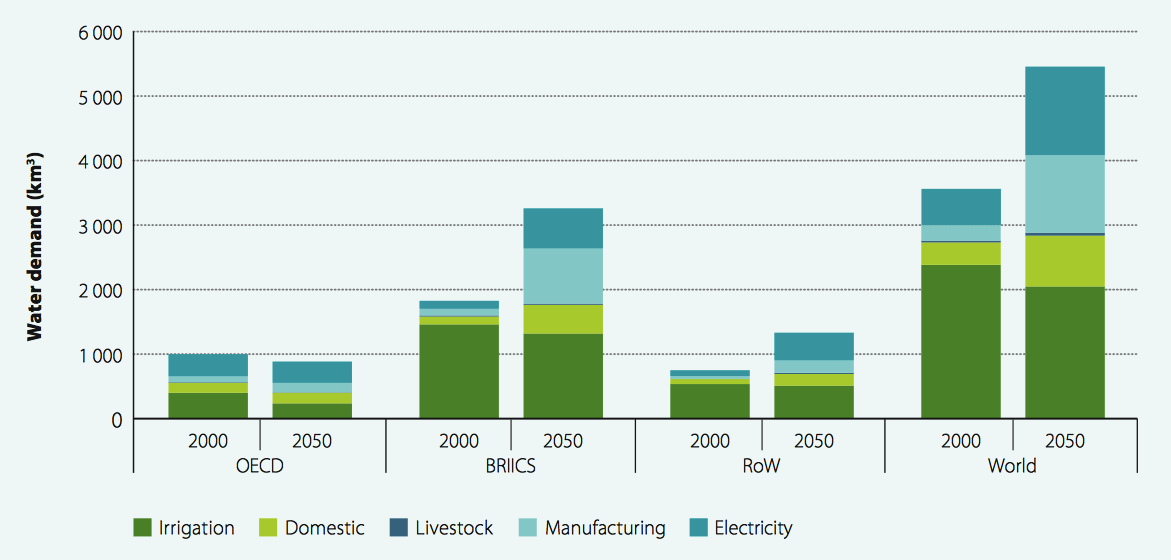 Water demand (km³)
6 000
5 000
4 000
3 000
2 000
1 000
0
2000 2050 2000 2050 2000 2050 2000 2050
OECD BRIICS RoW World
Irrigation Domestic Livestock Manufacturing Electricity